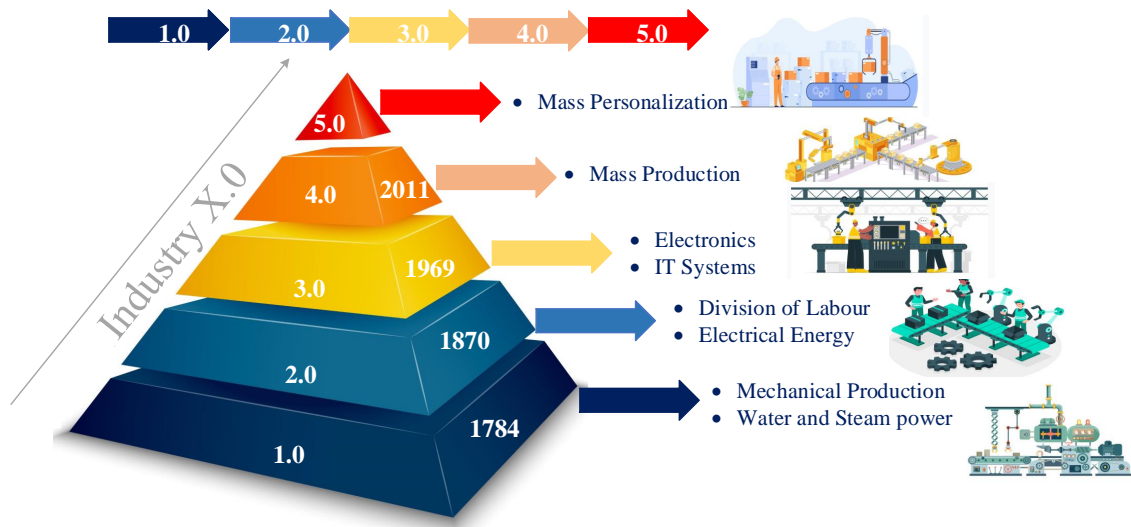 1.0 2.0 3.0 4.0 5.0
Industry X.0
5.0
• Mass Personalization
4.0 2011
• Mass Production
3.0 1969
• Electronics
• IT Systems
2.0 1870
• Division of Labour
• Electrical Energy
1.0 1784
• Mechanical Production
• Water and Steam power